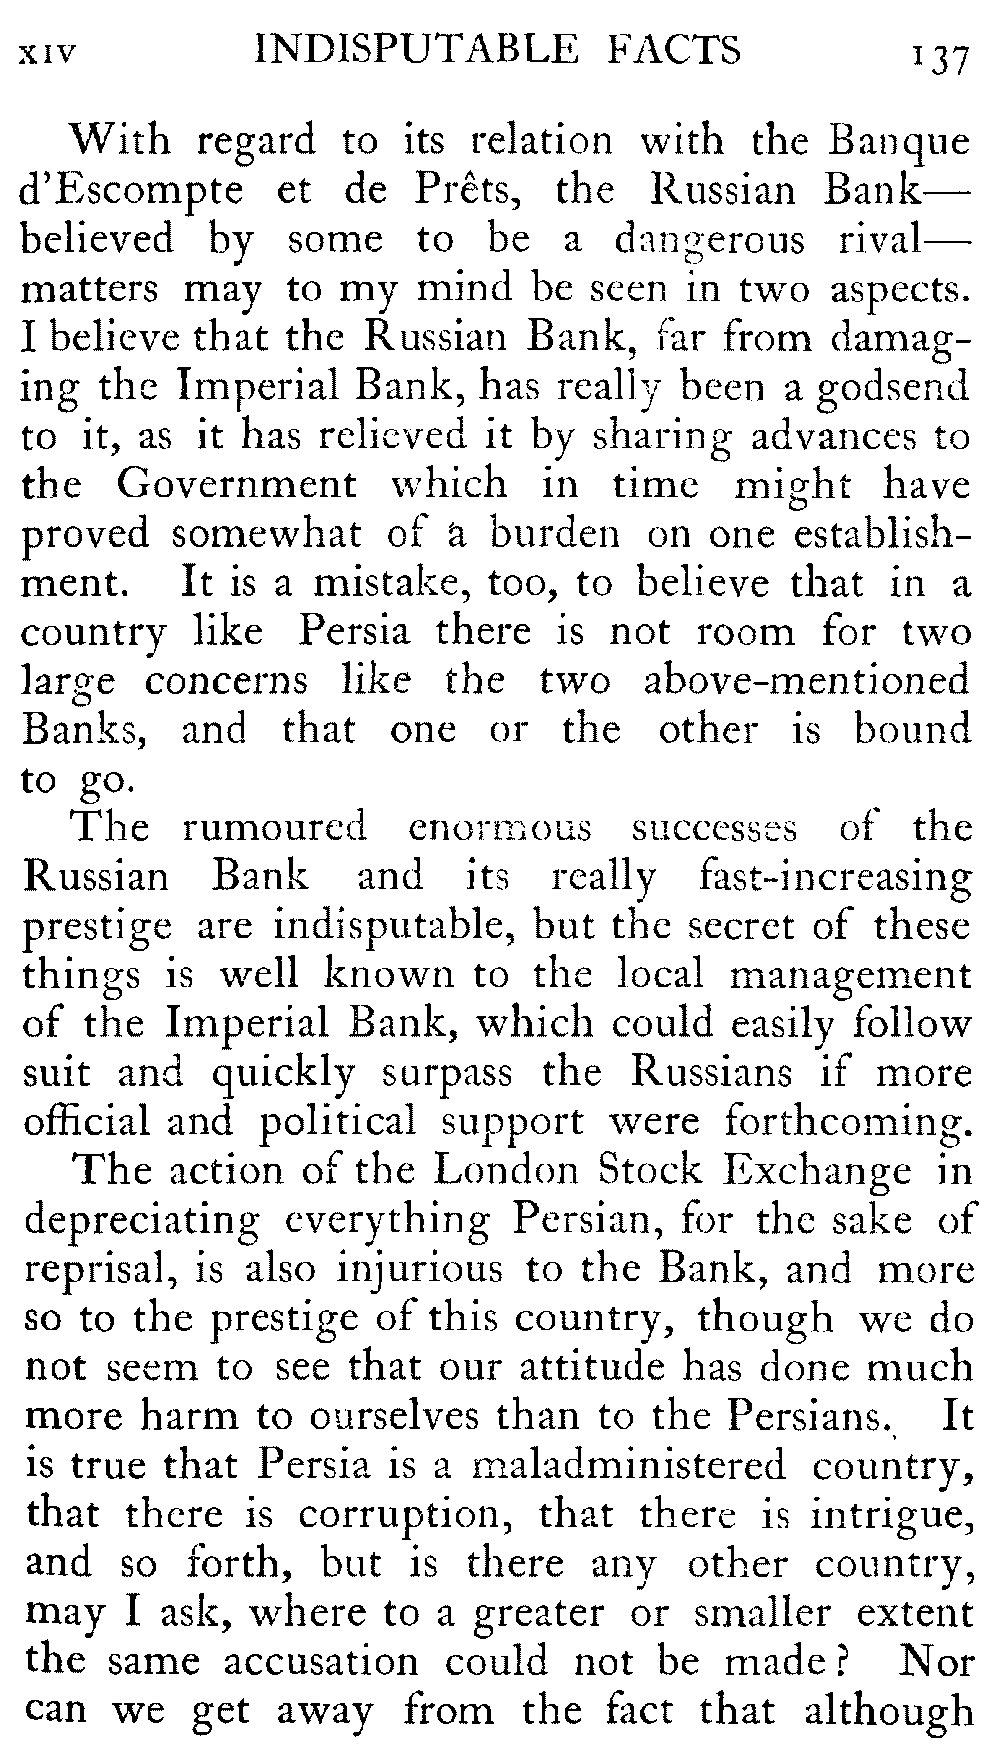 XIV INDISPUTABLE FACTS 137
With regard to its relation with the Banque
d'Escompte et de Prêts, the Russian Bank—
believed by some to be a dangerous rival—
matters may to my mind be seen in two aspects.
I believe that the Russian Bank, far from damag-
ing the Imperial Bank, has really been a godsend
to it, as it has relieved it by sharing advances to
the Government which in time might have
proved somewhat of a burden on one establish-
ment. It is a mistake, too, to believe that in a
country like Persia there is not room for two
large concerns like the two above-mentioned
Banks, and that one or the other is bound
to go.
The rumoured enormous successes of the
Russian Bank and its really fast-increasing
prestige are indisputable, but the secret of these
things is well known to the local management
of the Imperial Bank, which could easily follow
suit and quickly surpass the Russians if more
official and political support were forthcoming.
The action of the London Stock Exchange in
depreciating everything Persian, for the sake of
reprisal, is also injurious to the Bank, and more
so to the prestige of this country, though we do
not seem to see that our attitude has done much
more harm to ourselves than to the Persians. It
is true that Persia is a maladministered country,
that there is corruption, that there is intrigue,
and so forth, but is there any other country,
may I ask, where to a greater or smaller extent
the same accusation could not be made? Nor
can we get away from the fact that although